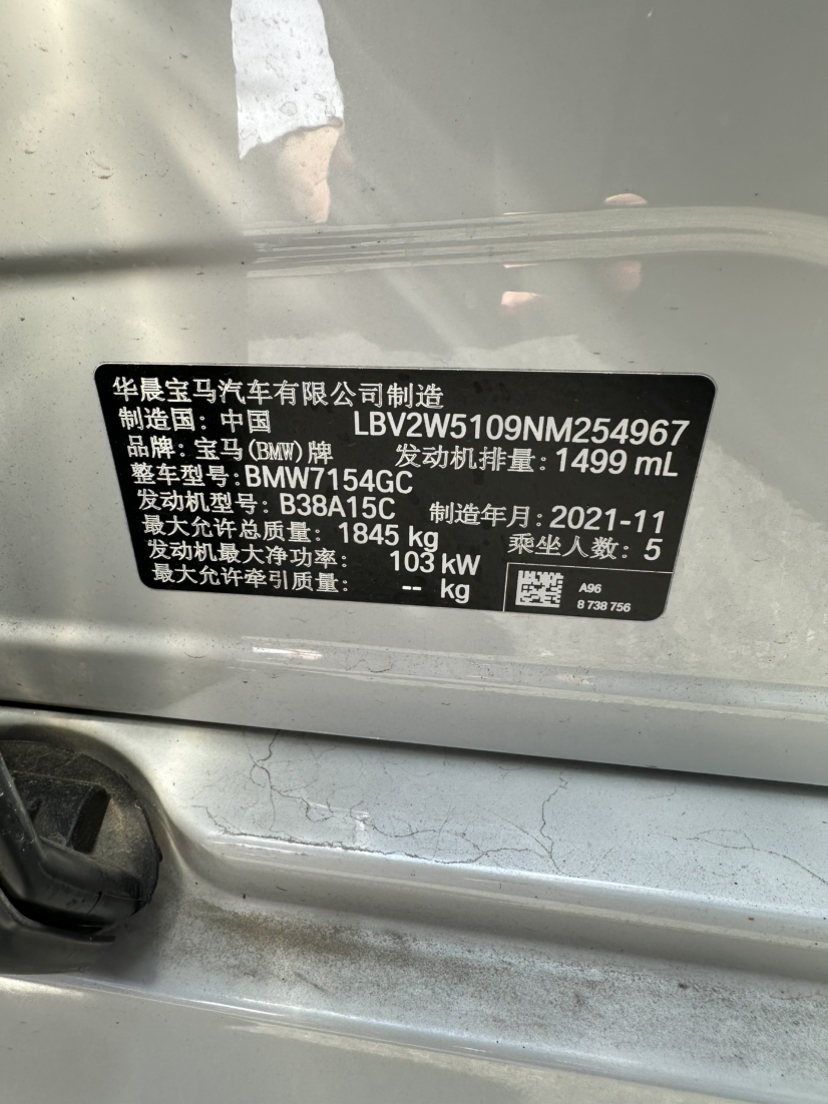 华晨宝马汽车有限公司制造
制造国: 中国 LBV2W5109NM254967
品牌: 宝马(BMW)牌 发动机排量: 1499 mL
整车型号: BMW7154GC
发动机型号: B38A15C 制造年月: 2021-11
最大允许总质量: 1845 kg 乘坐人数: 5
发动机最大净功率: 103 kW
最大允许牵引质量: -- kg
A96
8 738 756